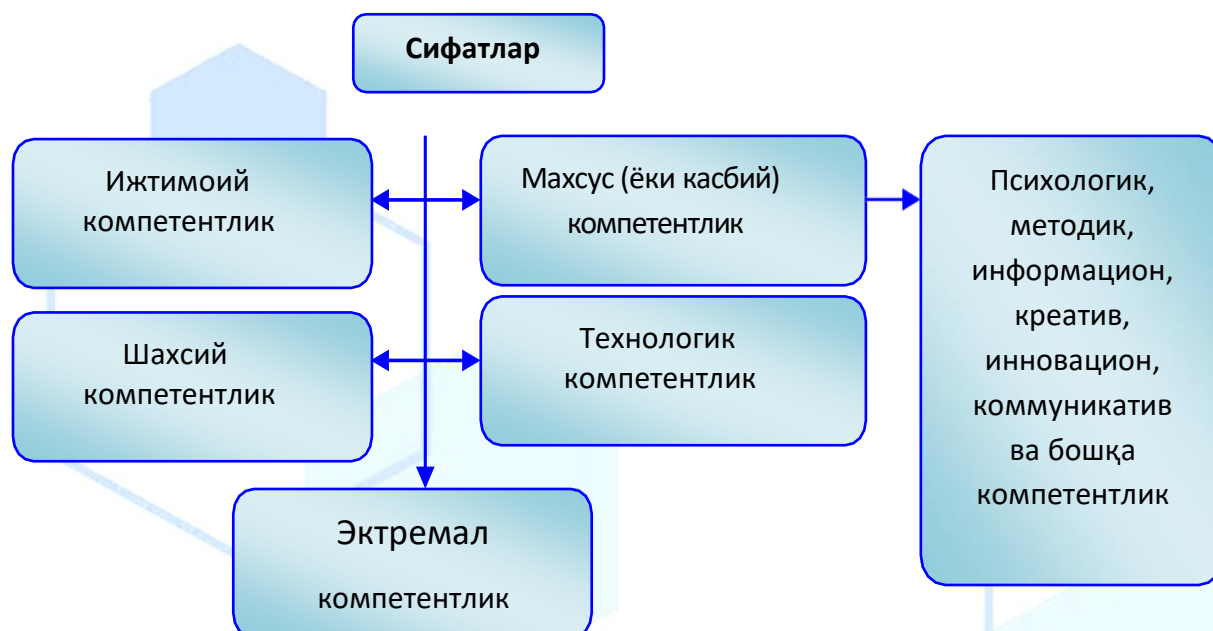 Сифатлар
Ижтимоий
компетентлик
Махсус (ёки касбий)
компетентлик
Психологик,
методик,
информацион,
креатив,
инновацион,
коммуникатив
ва бошқа
компетентлик
Шахсий
компетентлик
Технологик
компетентлик
Эктремал
компетентлик